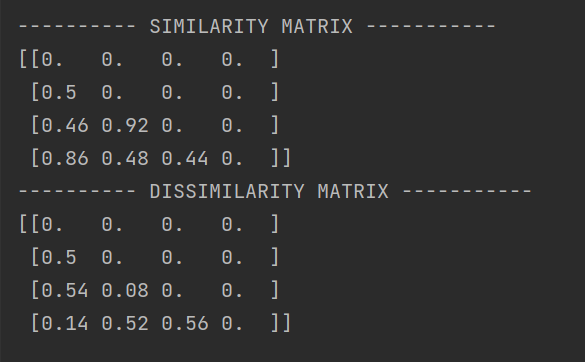 ---------- SIMILARITY MATRIX -----------
[[0.   0.   0.   0.  ]
 [0.5  0.   0.   0.  ]
 [0.46 0.92 0.   0.  ]
 [0.86 0.48 0.44 0.  ]]
---------- DISSIMILARITY MATRIX -----------
[[0.   0.   0.   0.  ]
 [0.5  0.   0.   0.  ]
 [0.54 0.08 0.   0.  ]
 [0.14 0.52 0.56 0.  ]]